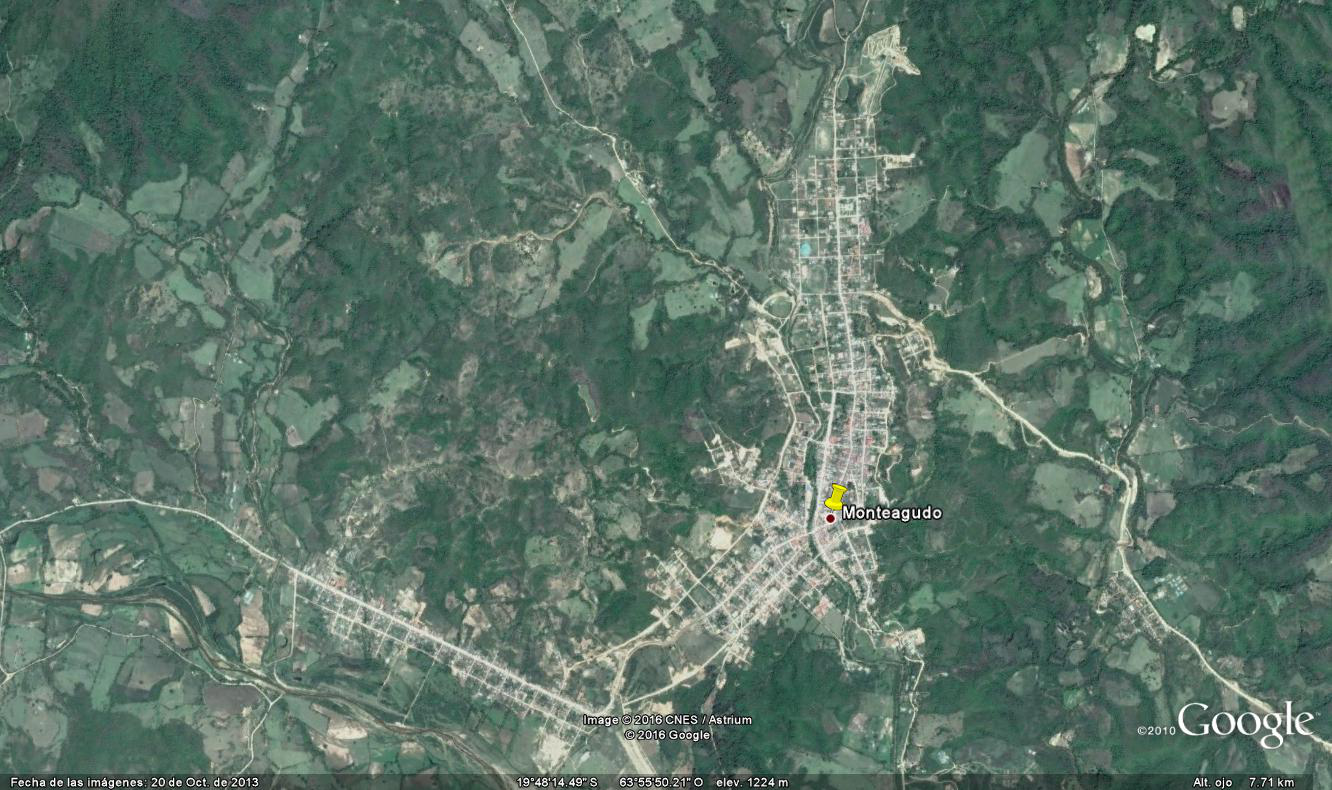 Monteagudo
Image © 2016 CNES / Astrium
© 2016 Google
©2010 Google
Fecha de las imágenes: 20 de Oct. de 2013 19°48'14.49" S 63°55'50.21" O elev. 1224 m Alt. ojo 7.71 km